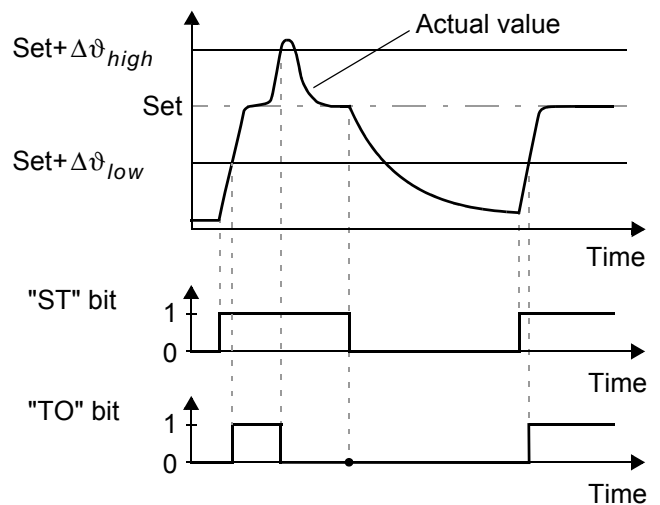 Actual value
Set+Δϑhigh
Set
Set+Δϑlow
Time
"ST" bit
1
0
Time
"TO" bit
1
0
Time